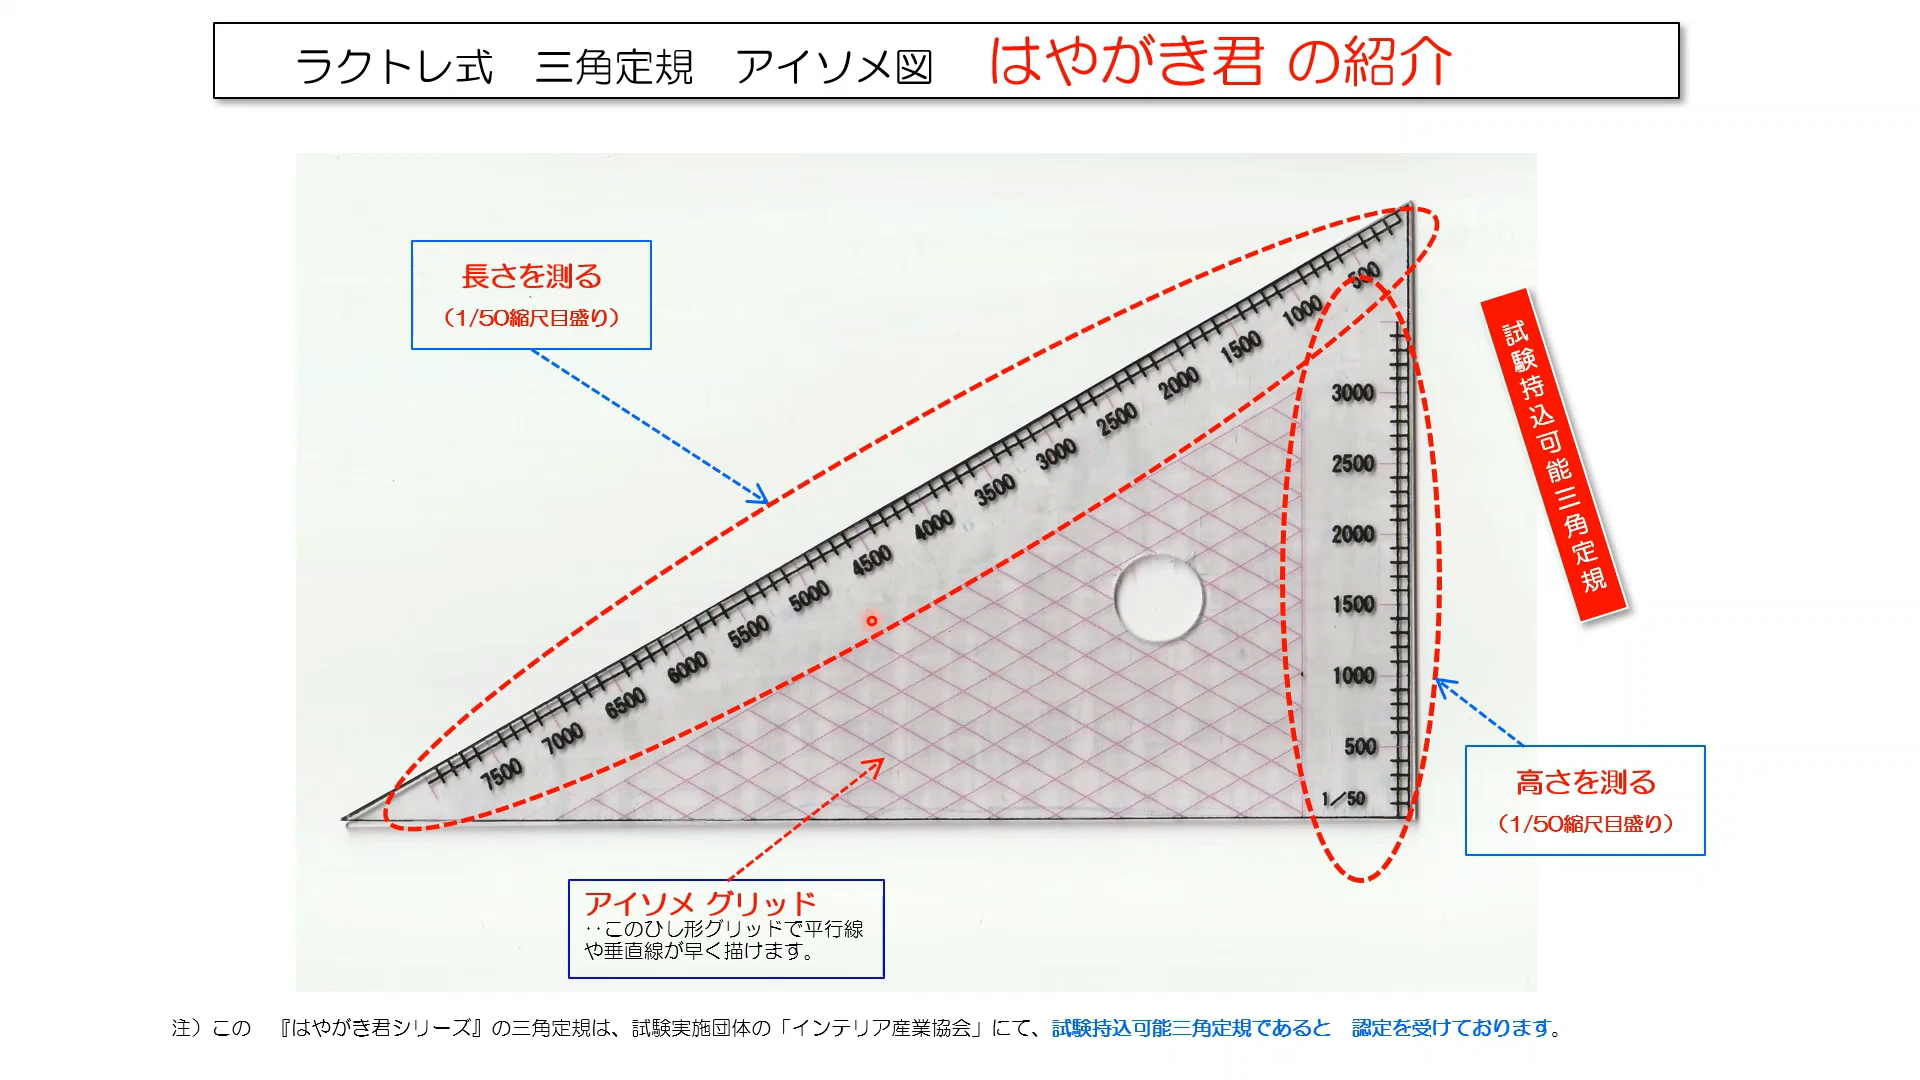 ラクトレ式　三角定規　アイソメ図　はやがき君 の紹介
長さを測る
（1/50縮尺目盛り）
500
1000
1500
2000
2500
3000
3500
4000
4500
5000
5500
6000
6500
7000
7500
3000
2500
2000
1500
1000
500
1／50
試験持込可能三角定規
高さを測る
（1/50縮尺目盛り）
アイソメ グリッド
‥このひし形グリッドで平行線
や垂直線が早く描けます。
注）この　『はやがき君シリーズ』の三角定規は、試験実施団体の「インテリア産業協会」にて、試験持込可能三角定規であると　認定を受けております。